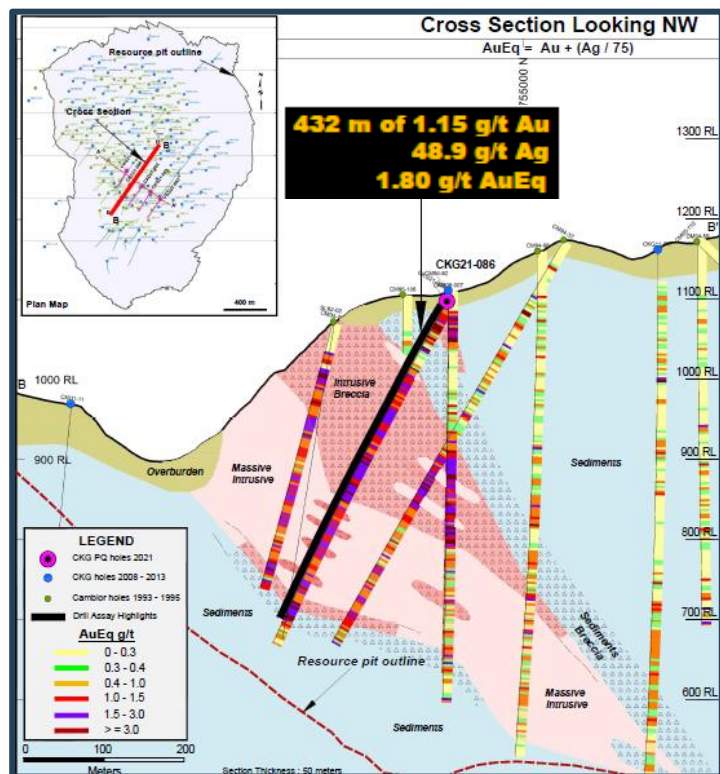 Cross Section Looking NW
AuEq = Au + (Ag / 75)
Resource pit outline
Cross Section
B'
B
Plan Map
400 m
755000 N
432 m of 1.15 g/t Au
48.9 g/t Ag
1.80 g/t AuEq
1300 RL
1200 RL
B'
CKG21-086
1100 RL
B
1000 RL
1000 RL
Intrusive
Breccia
900 RL
900 RL
Overburden
Massive
Intrusive
Sediments
800 RL
LEGEND
CKG PQ holes 2021
CKG holes 2008 - 2013
Cambior holes 1993 - 1995
Drill Assay Highlights
AuEq g/t
0 - 0.3
0.3 - 0.4
0.4 - 1.0
1.0 - 1.5
1.5 - 3.0
> = 3.0
0
100
200
Meters
Sediments
700 RL
Resource pit outline
Sediments
Breccia
Massive
Intrusive
600 RL
Sediments
Section Thickness : 50 meters